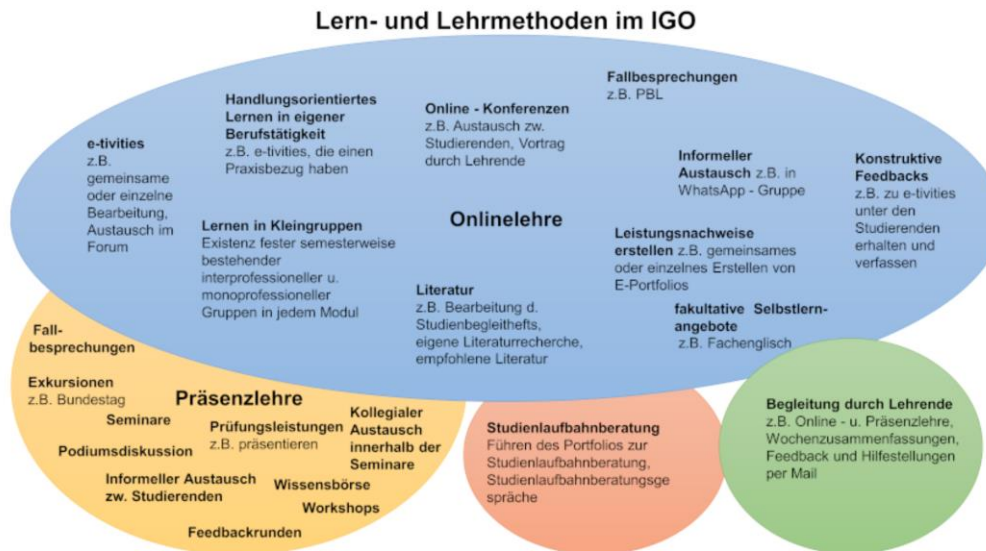 Lern- und Lehrmethoden im IGO
Fallbesprechungen
z.B. PBL
Handlungsorientiertes
Lernen in eigener
Berufstätigkeit
z.B. e-tivities, die einen
Praxisbezug haben
Online - Konferenzen
z.B. Austausch zw.
Studierenden, Vortrag
durch Lehrende
e-tivities
z.B.
gemeinsame
oder einzelne
Bearbeitung,
Austausch im
Forum
Informeller
Austausch z.B. in
WhatsApp - Gruppe
Konstruktive
Feedbacks
z.B. zu e-tivities
unter den
Studierenden
erhalten und
verfassen
Onlinelehre
Lernen in Kleingruppen
Existenz fester semesterweise
bestehender
interprofessioneller u.
monoprofessioneller
Gruppen in jedem Modul
Leistungsnachweise
erstellen z.B. gemeinsames
oder einzelnes Erstellen von
E-Portfolios
Literatur
z.B. Bearbeitung d.
Studienbegleithefts,
eigene Literaturrecherche,
empfohlene Literatur
fakultative Selbstlern-
angebote
z.B. Fachenglisch
Fall-
besprechungen
Exkursionen
z.B. Bundestag
Präsenzlehre
Seminare
Prüfungsleistungen
z.B. präsentieren
Kollegialer
Austausch
innerhalb der
Seminare
Podiumsdiskussion
Informeller Austausch
zw. Studierenden
Wissensbörse
Workshops
Feedbackrunden
Studienlaufbahnberatung
Führen des Portfolios zur
Studienlaufbahnberatung,
Studienlaufbahnberatungsge
spräche
Begleitung durch Lehrende
z.B. Online - u. Präsenzlehre,
Wochenzusammenfassungen,
Feedback und Hilfestellungen
per Mail